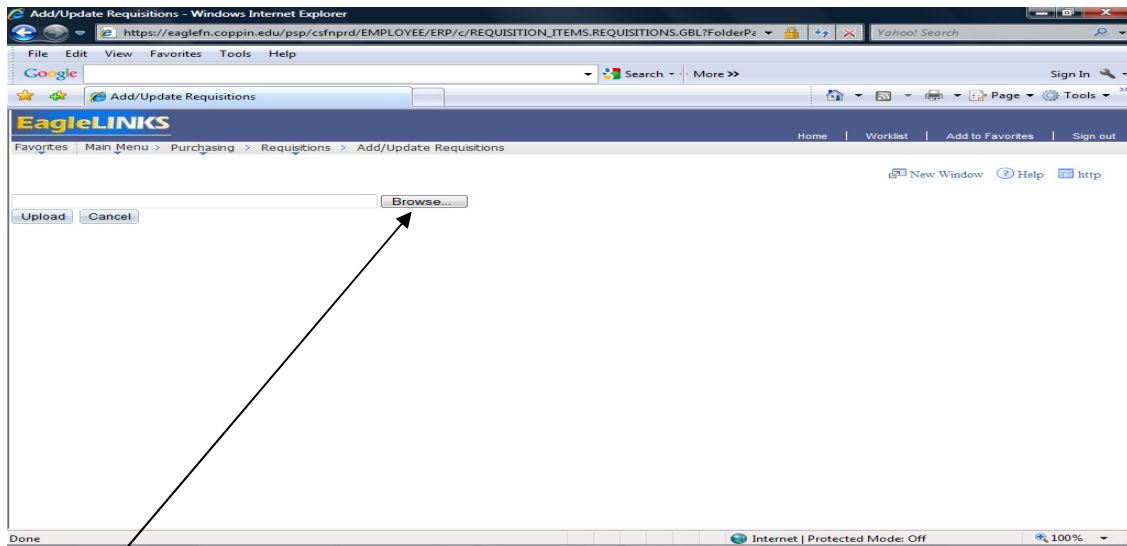 Add/Update Requisitions - Windows Internet Explorer
https://eaglefn.coppin.edu/psp/csfnprd/EMPLOYEE/ERP/c/REQUISITION_ITEMS.REQUISITIONS.GBL?FolderPa Yahoo! Search
File Edit View Favorites Tools Help
Google Search More >> Sign In
Add/Update Requisitions Page Tools >>
EagleLINKS
Home | Worklist | Add to Favorites | Sign out
Favorites Main Menu > Purchasing > Requisitions > Add/Update Requisitions
New Window Help http
Browse...
Upload Cancel
Done Internet | Protected Mode: Off 100%